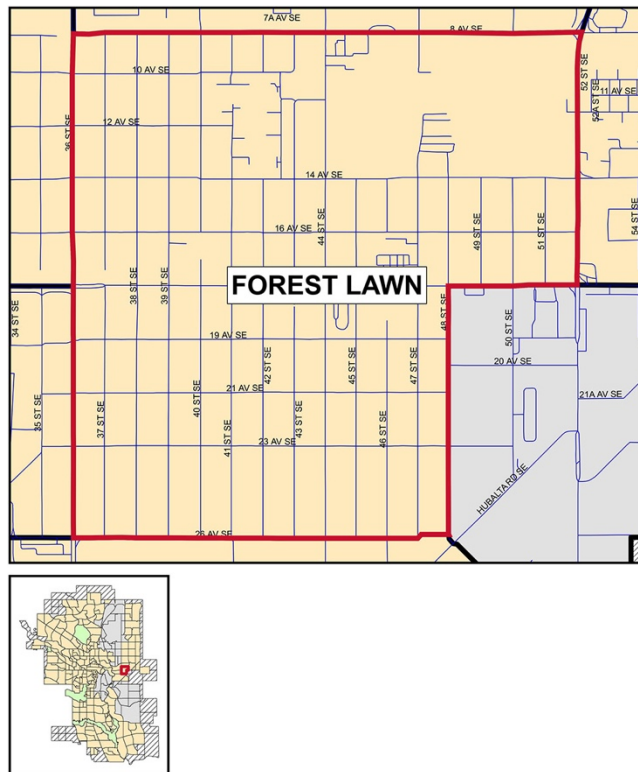 7A AV SE
8 AV SE
52 ST SE
10 AV SE
52A ST SE
11 AV SE
36 ST SE
12 AV SE
14 AV SE
54 ST SE
16 AV SE
44 ST SE
49 ST SE
51 ST SE
38 ST SE
39 ST SE
FOREST LAWN
48 ST SE
34 ST SE
50 ST SE
19 AV SE
20 AV SE
42 ST SE
45 ST SE
47 ST SE
21 AV SE
21A AV SE
35 ST SE
37 ST SE
40 ST SE
41 ST SE
43 ST SE
46 ST SE
23 AV SE
HUBALTA RD SE
26 AV SE